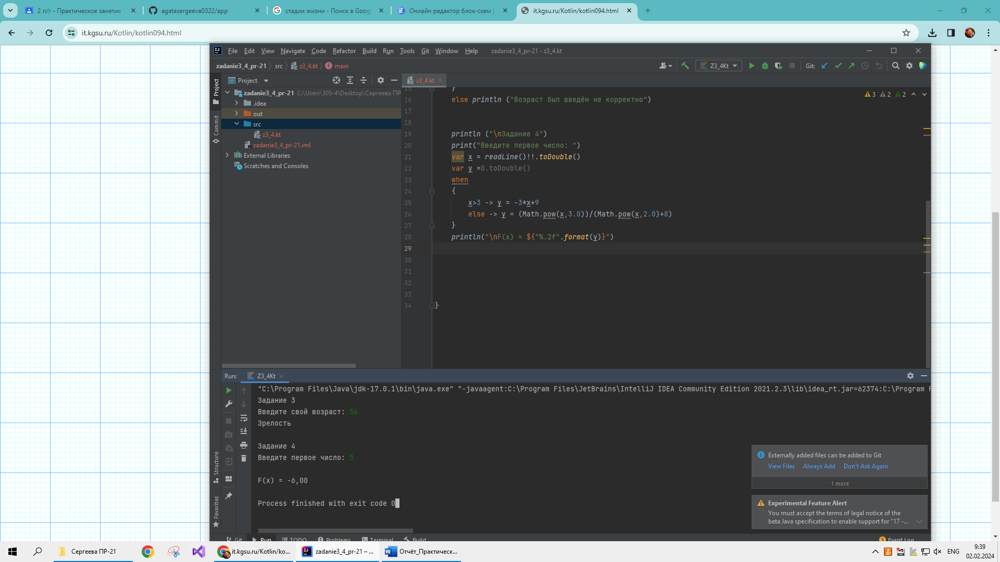 2 п/г - Практическое занятие
agatasergeeva0322/app
стадии жизни - Поиск в Goog
Онлайн редактор блок-схем |
it.kgsu.ru/Kotlin/kotlin094.html
it.kgsu.ru/Kotlin/kotlin094.html
File Edit View Navigate Code Refactor Build Run Tools Git Window Help zadanie3_4_pr-21 - z3_4.kt
zadanie3_4_pr-21 src z3_4.kt main
Z3_4Kt Git:
Project
z3_4.kt
zadanie3_4_pr-21 C:\Users\305-4\Desktop\Сергеева ПР
.idea
out
src
z3_4.kt
zadanie3_4_pr-21.iml
External Libraries
Scratches and Consoles
Project
Commit
Structure
Favorites
3 2 2
15 }
16 else println ("Возраст был введён не корректно")
17
18
19 println ("\nЗадание 4")
20 print("Введите первое число: ")
21 var x = readLine()!!.toDouble()
22 var y =0.toDouble()
23 when
24 {
25 x>3 -> y = -3*x+9
26 else -> y = (Math.pow(x,3.0))/(Math.pow(x,2.0)+8)
27 }
28 println("\nF(x) = ${"%.2f".format(y)}")
29
30
31
32
33
34 }
Run: Z3_4Kt
"C:\Program Files\Java\jdk-17.0.1\bin\java.exe" "-javaagent:C:\Program Files\JetBrains\IntelliJ IDEA Community Edition 2021.2.3\lib\idea_rt.jar=62374:C:\Program F
Задание 3
Введите свой возраст: 56
Зрелость
Задание 4
Введите первое число: 5
F(x) = -6,00
Process finished with exit code 0
Externally added files can be added to Git
View Files Always Add Don't Ask Again
1 more
Experimental Feature Alert
You must accept the terms of legal notice of the
beta Java specification to enable support for "17 -...
Git Run TODO Problems Terminal Build Event Log
Сергеева ПР-21
it.kgsu.ru/Kotlin/ko...
zadanie3_4_pr-21 – ...
Отчёт_Практическ...
ENG
9:39
02.02.2024